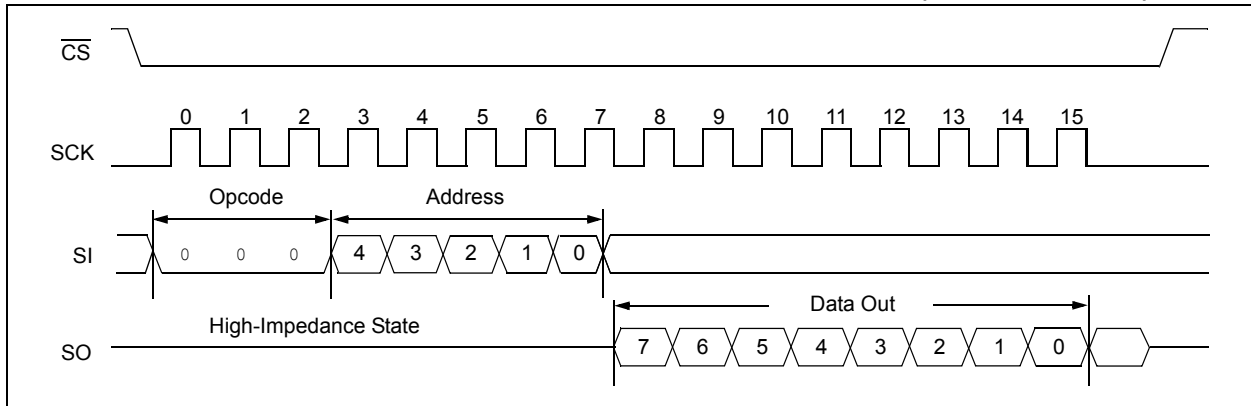 CS
0 1 2 3 4 5 6 7 8 9 10 11 12 13 14 15
SCK
Opcode Address
SI 0 0 0 4 3 2 1 0
Data Out
High-Impedance State
SO 7 6 5 4 3 2 1 0